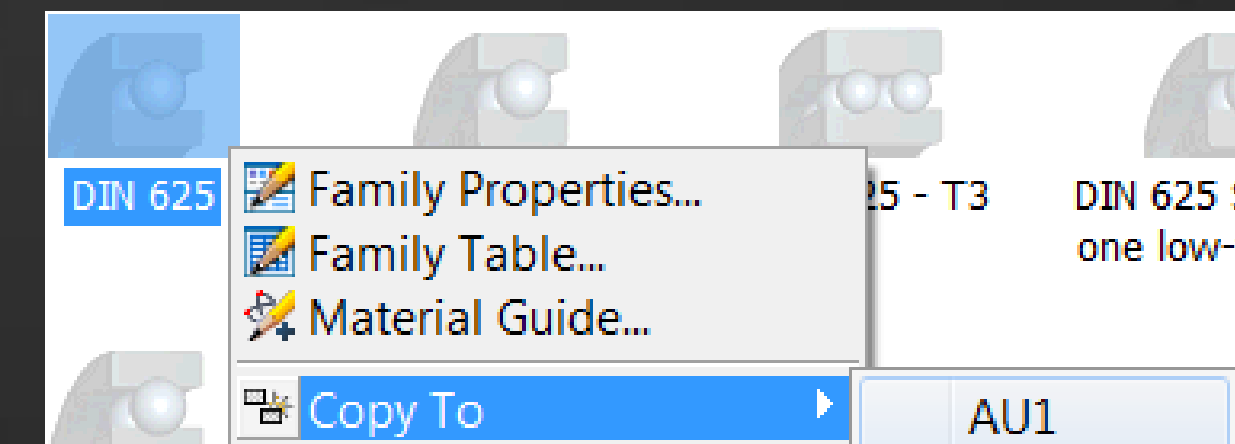 DIN 625
Family Properties...
25 - T3
DIN 625
one low-
Family Table...
Material Guide...
Copy To
AU1